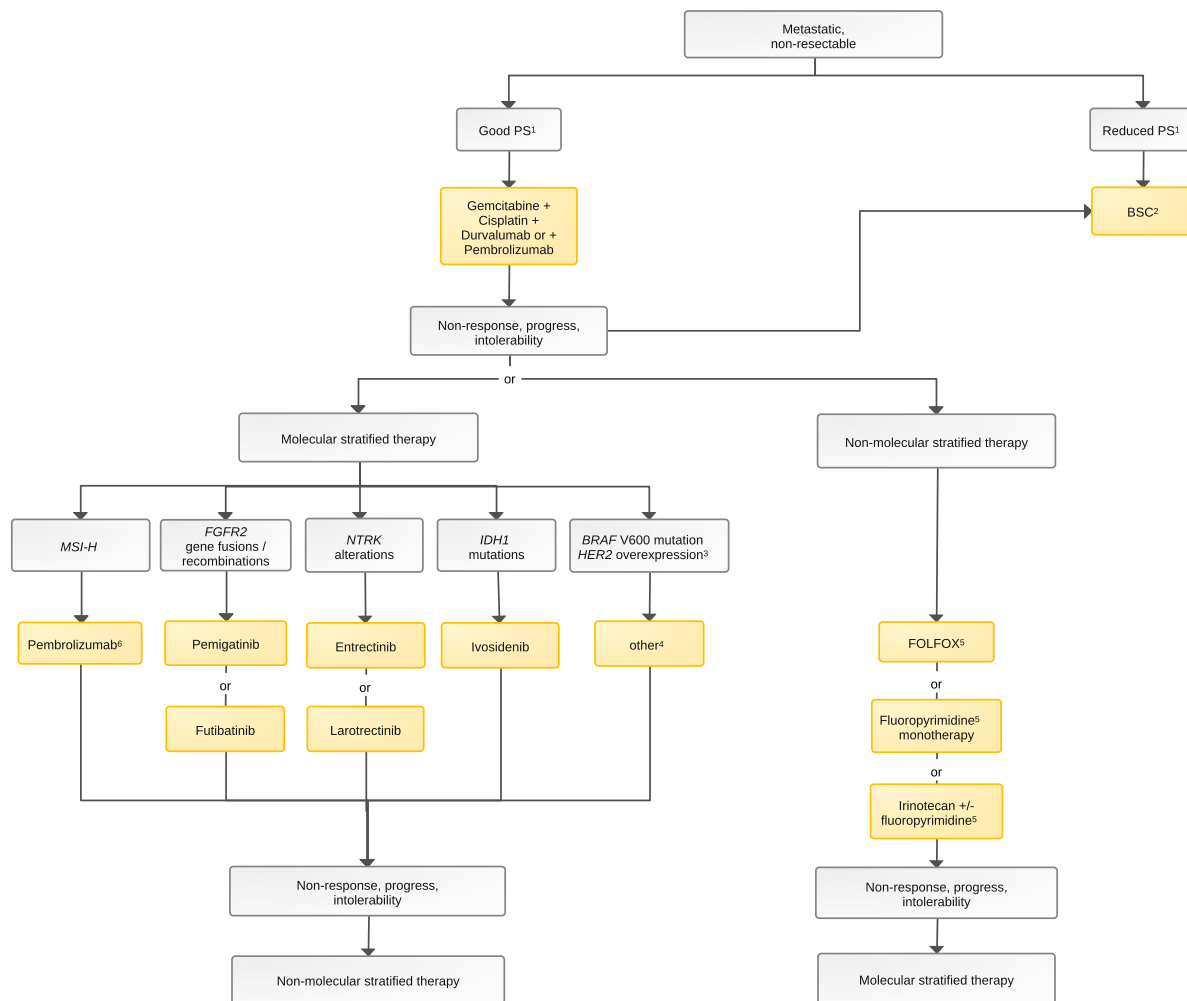 Metastatic,
non-resectable
Good PS¹
Reduced PS¹
Gemcitabine +
Cisplatin +
Durvalumab or +
Pembrolizumab
BSC²
Non-response, progress,
intolerability
or
Molecular stratified therapy
Non-molecular stratified therapy
MSI-H
FGFR2
gene fusions /
recombinations
NTRK
alterations
IDH1
mutations
BRAF V600 mutation
HER2 overexpression³
Pembrolizumab⁶
Pemigatinib
Entrectinib
Ivosidenib
other⁴
FOLFOX⁵
or
or
or
Futibatinib
Larotrectinib
Fluoropyrimidine⁵
monotherapy
or
Irinotecan +/-
fluoropyrimidine⁵
Non-response, progress,
intolerability
Non-response, progress,
intolerability
Non-molecular stratified therapy
Molecular stratified therapy